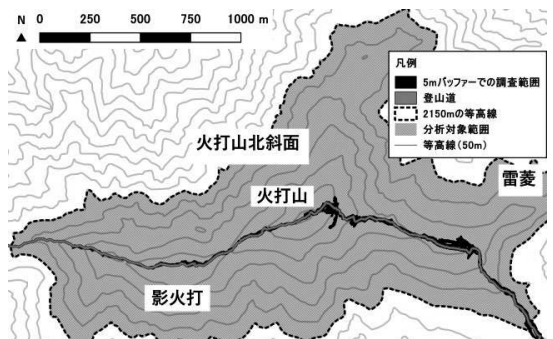 N
0 250 500 750 1000 m
凡例
5mバッファーでの調査範囲
登山道
2150mの等高線
分析対象範囲
等高線(50m)
火打山北斜面
雷菱
火打山
影火打